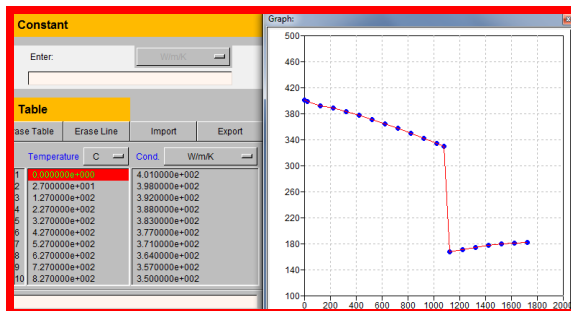 Constant
Enter:
W/m/K
Table
ase Table Erase Line Import Export
Temperature C Cond. W/m/K
1 0.000000e+000 4.010000e+002
2 2.700000e+001 3.980000e+002
3 1.270000e+002 3.920000e+002
4 2.270000e+002 3.880000e+002
5 3.270000e+002 3.830000e+002
6 4.270000e+002 3.770000e+002
7 5.270000e+002 3.710000e+002
8 6.270000e+002 3.640000e+002
9 7.270000e+002 3.570000e+002
10 8.270000e+002 3.500000e+002
Graph:
500
460
420
380
340
300
260
220
180
140
100
0 200 400 600 800 1000 1200 1400 1600 1800 2000